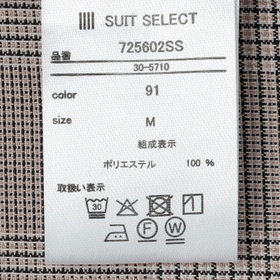 SUIT SELECT
品番 725602SS
30-5710
color 91
size M
組成表示
ポリエステル 100 %
取扱い表示
30
F W